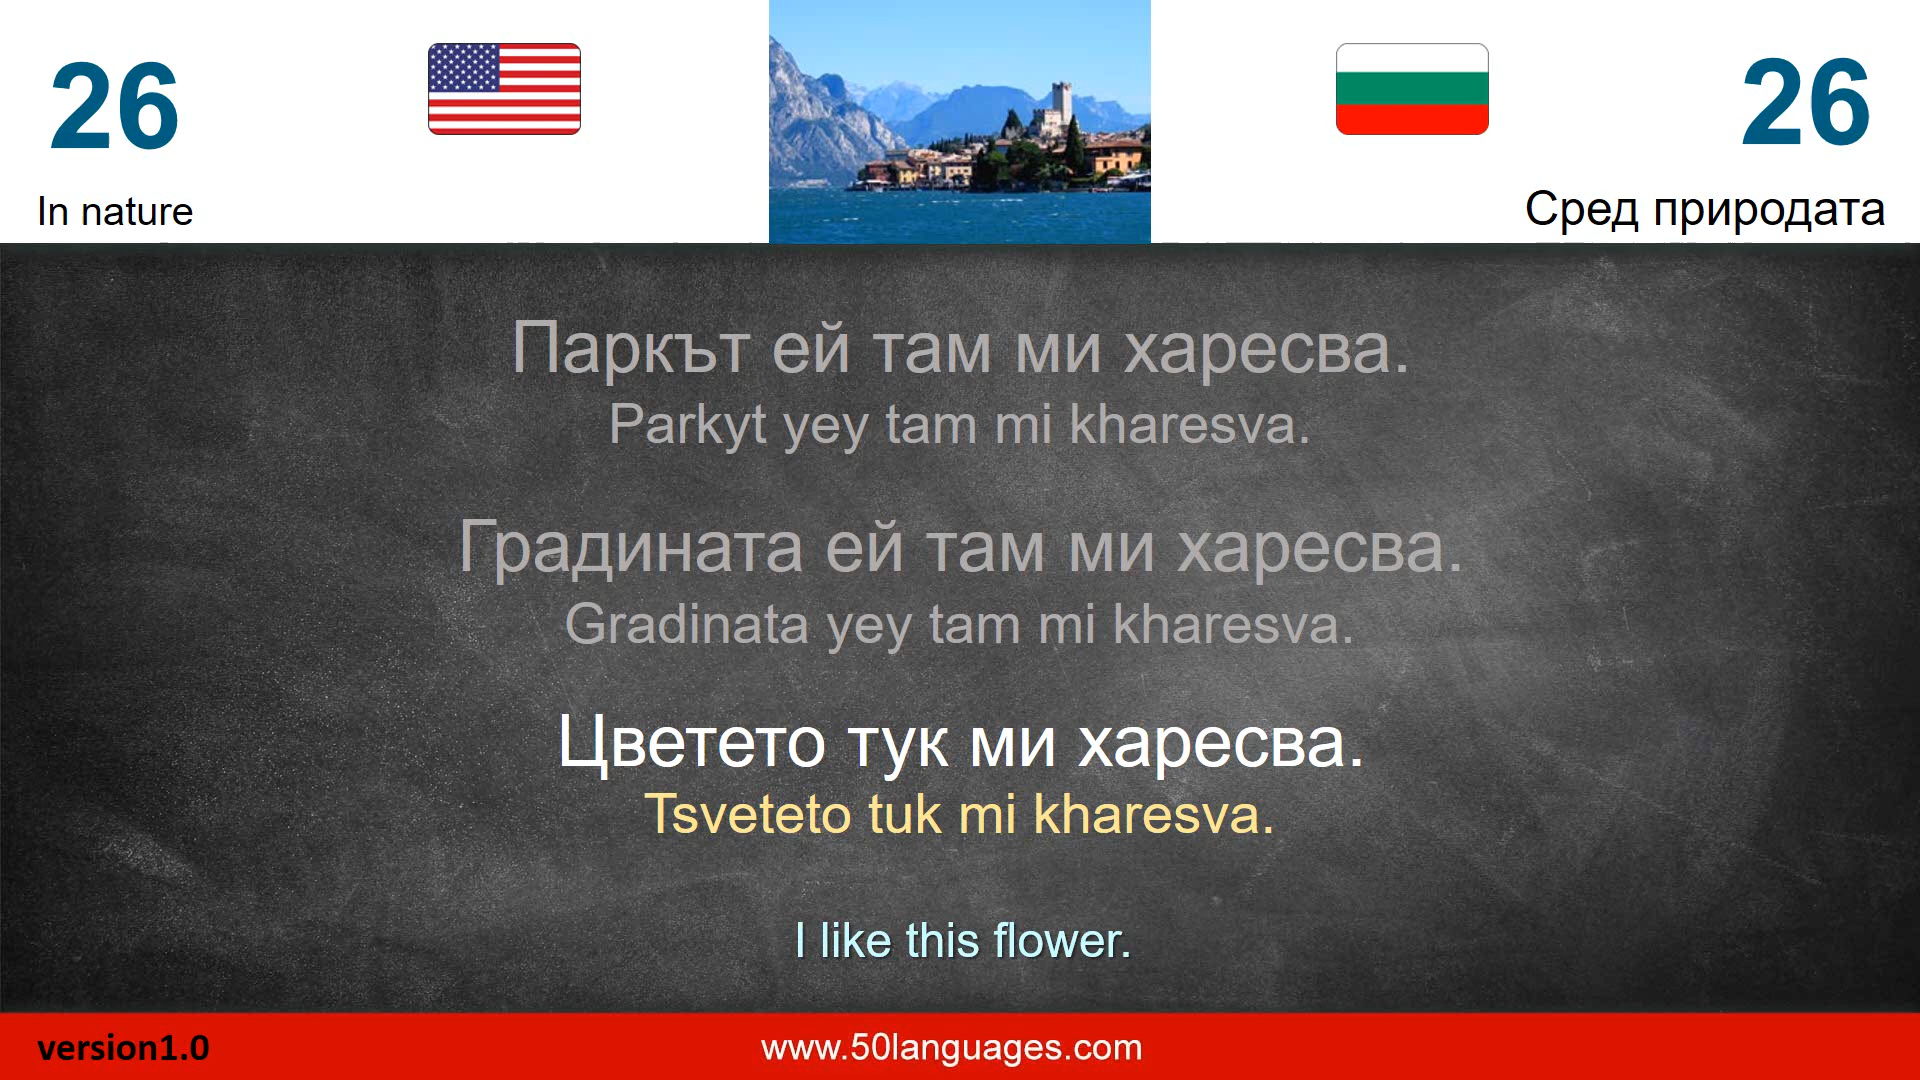 26
26
In nature
Сред природата
Паркът ей там ми харесва.
Parkyt yey tam mi kharesva.
Градината ей там ми харесва.
Gradinata yey tam mi kharesva.
Цветето тук ми харесва.
Tsveteto tuk mi kharesva.
I like this flower.
version1.0
www.50languages.com